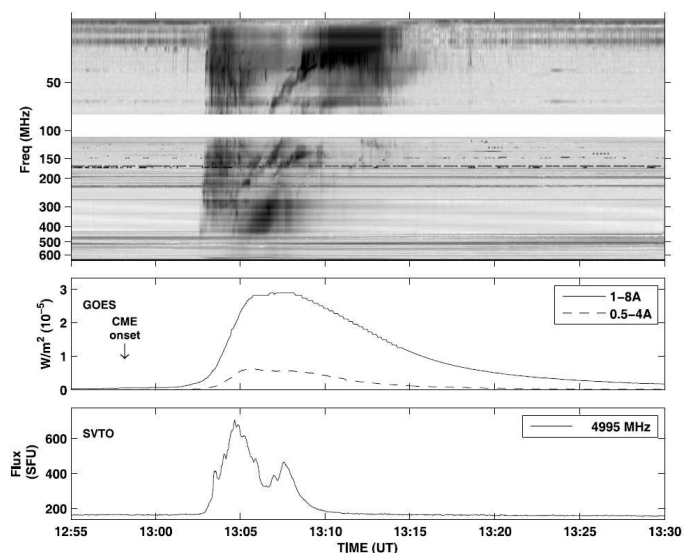 Freq (MHz)
50
100
150
200
300
400
500
600
W/m² (10⁻⁵)
3
2
1
0
GOES
CME
onset
1-8A
0.5-4A
Flux
(SFU)
600
400
200
SVTO
4995 MHz
12:55 13:00 13:05 13:10 13:15 13:20 13:25 13:30
TIME (UT)